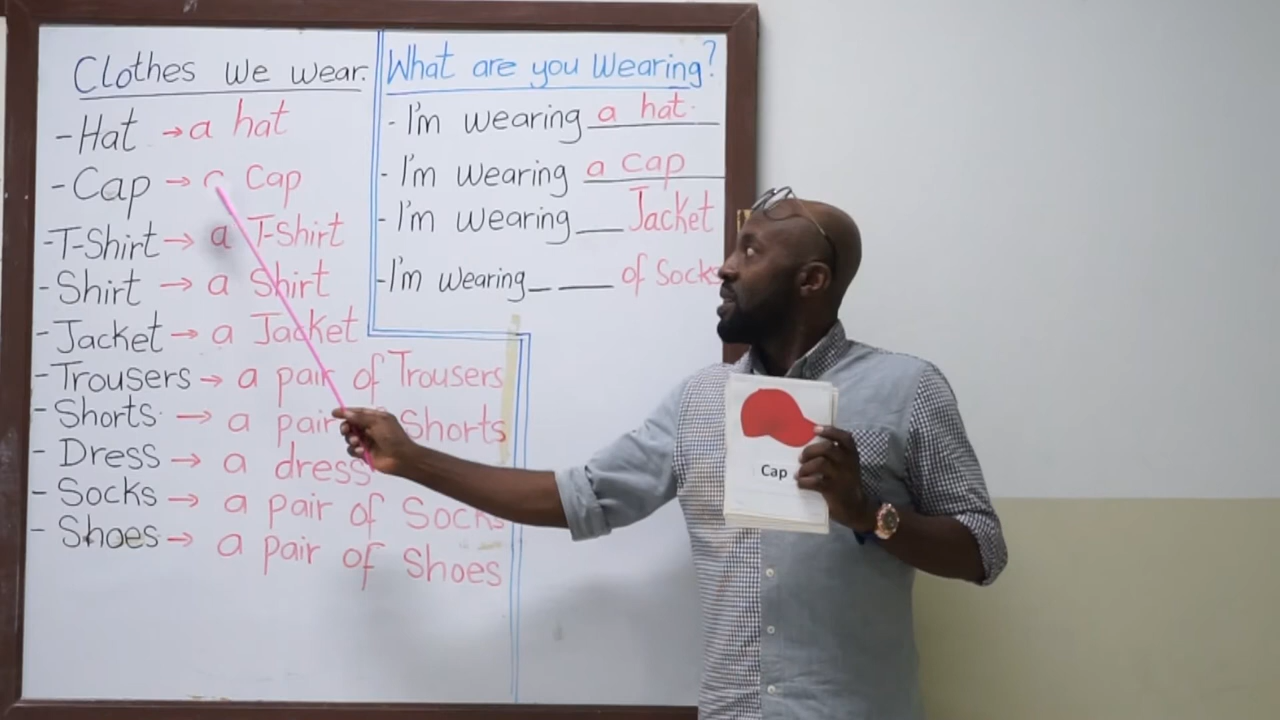 Clothes we wear.
-Hat → a hat
-Cap → a Cap
-T-Shirt → a T-Shirt
-Shirt → a Shirt
-Jacket → a Jacket
-Trousers → a pair of Trousers
-Shorts → a pair Shorts
-Dress → a dress
-Socks → a pair of Socks
-Shoes → a pair of Shoes
What are you Wearing?
-I'm wearing a hat.
-I'm wearing a Cap
-I'm wearing __ Jacket
-I'm wearing _ ___ of Socks
Cap